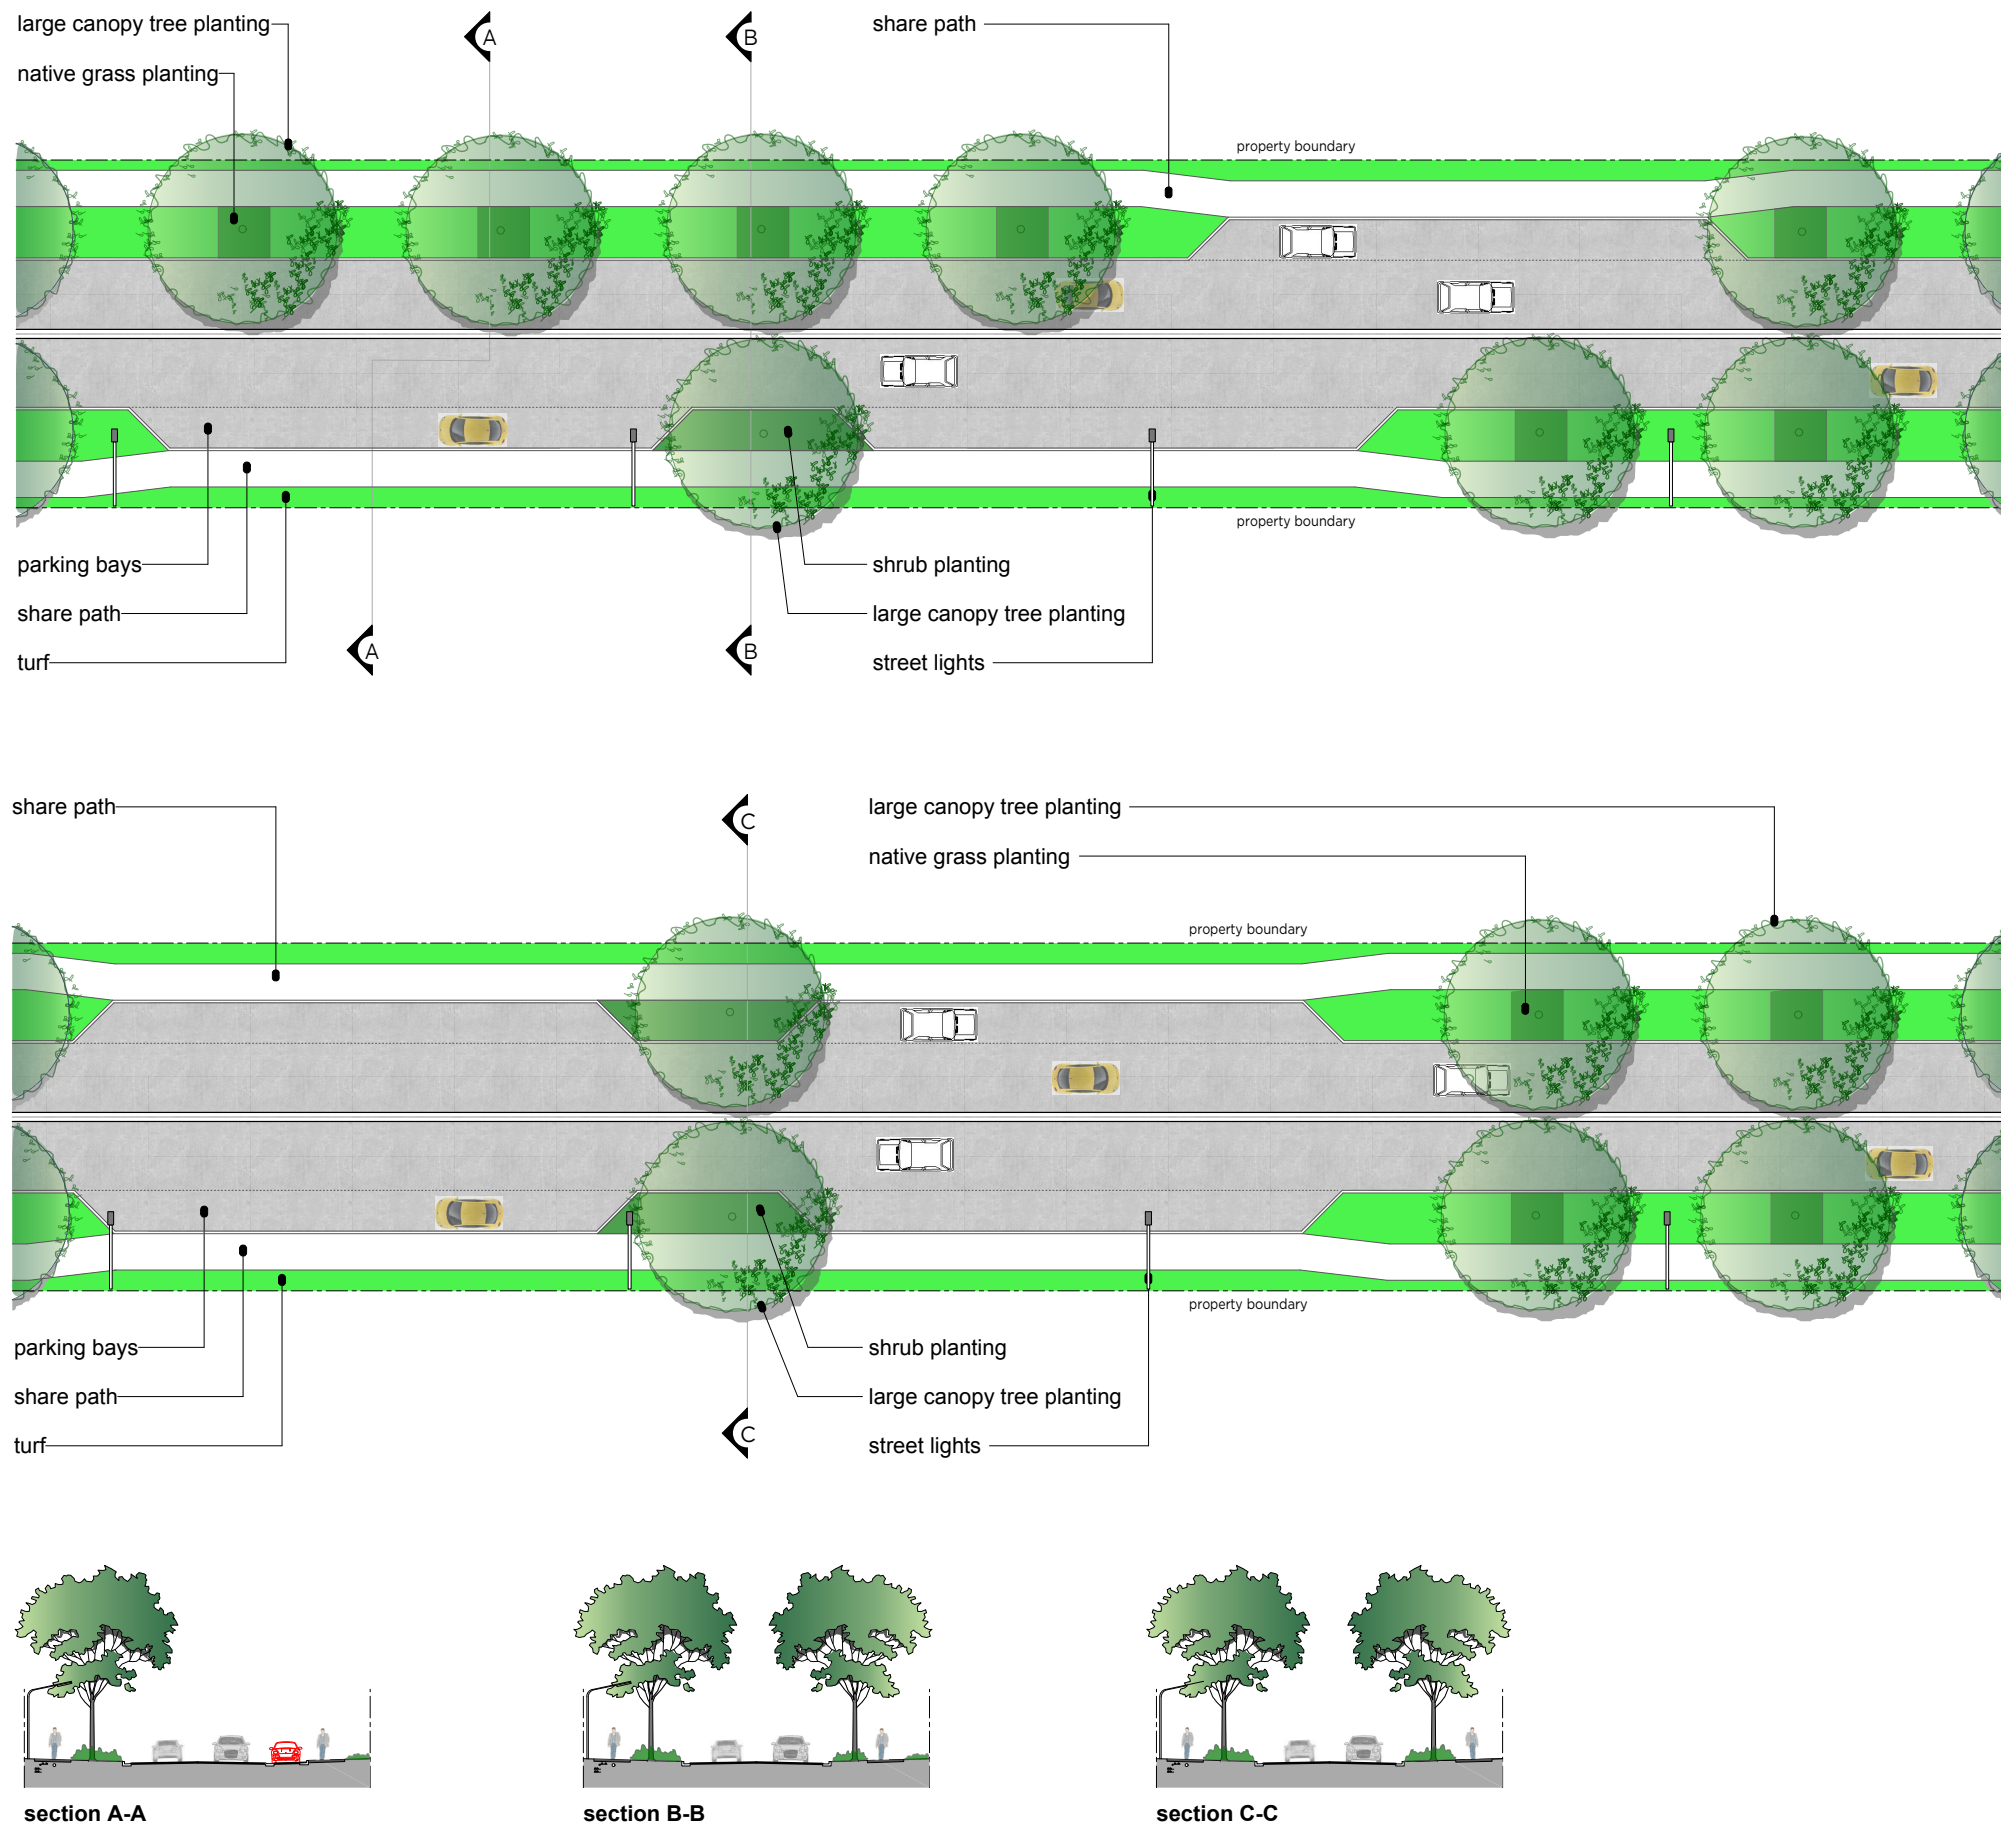 large canopy tree planting
A
B
share path
native grass planting
property boundary
property boundary
parking bays
shrub planting
share path
large canopy tree planting
A
B
turf
street lights
share path
C
large canopy tree planting
native grass planting
property boundary
property boundary
parking bays
shrub planting
share path
large canopy tree planting
C
turf
street lights
section A-A
section B-B
section C-C